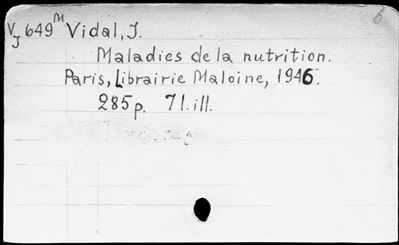 V 649 M Vidal, J.
J
Maladies de la nutrition.
Paris, Librairie Maloine, 1946.
285 p. 71. ill.